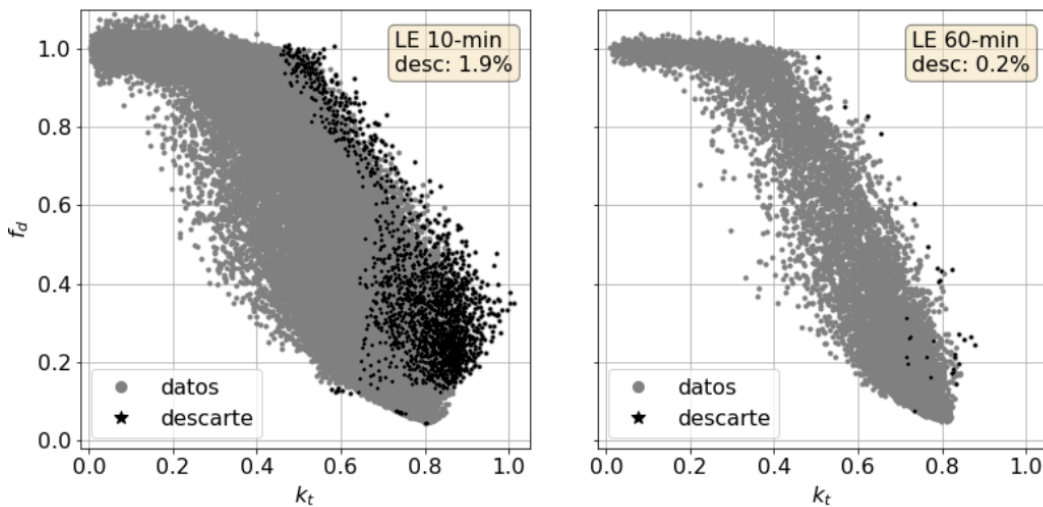 LE 10-min
desc: 1.9%
1.0
0.8
0.6
0.4
0.2
0.0
f_d
datos
descarte
0.0 0.2 0.4 0.6 0.8 1.0
k_t
LE 60-min
desc: 0.2%
datos
descarte
0.0 0.2 0.4 0.6 0.8 1.0
k_t